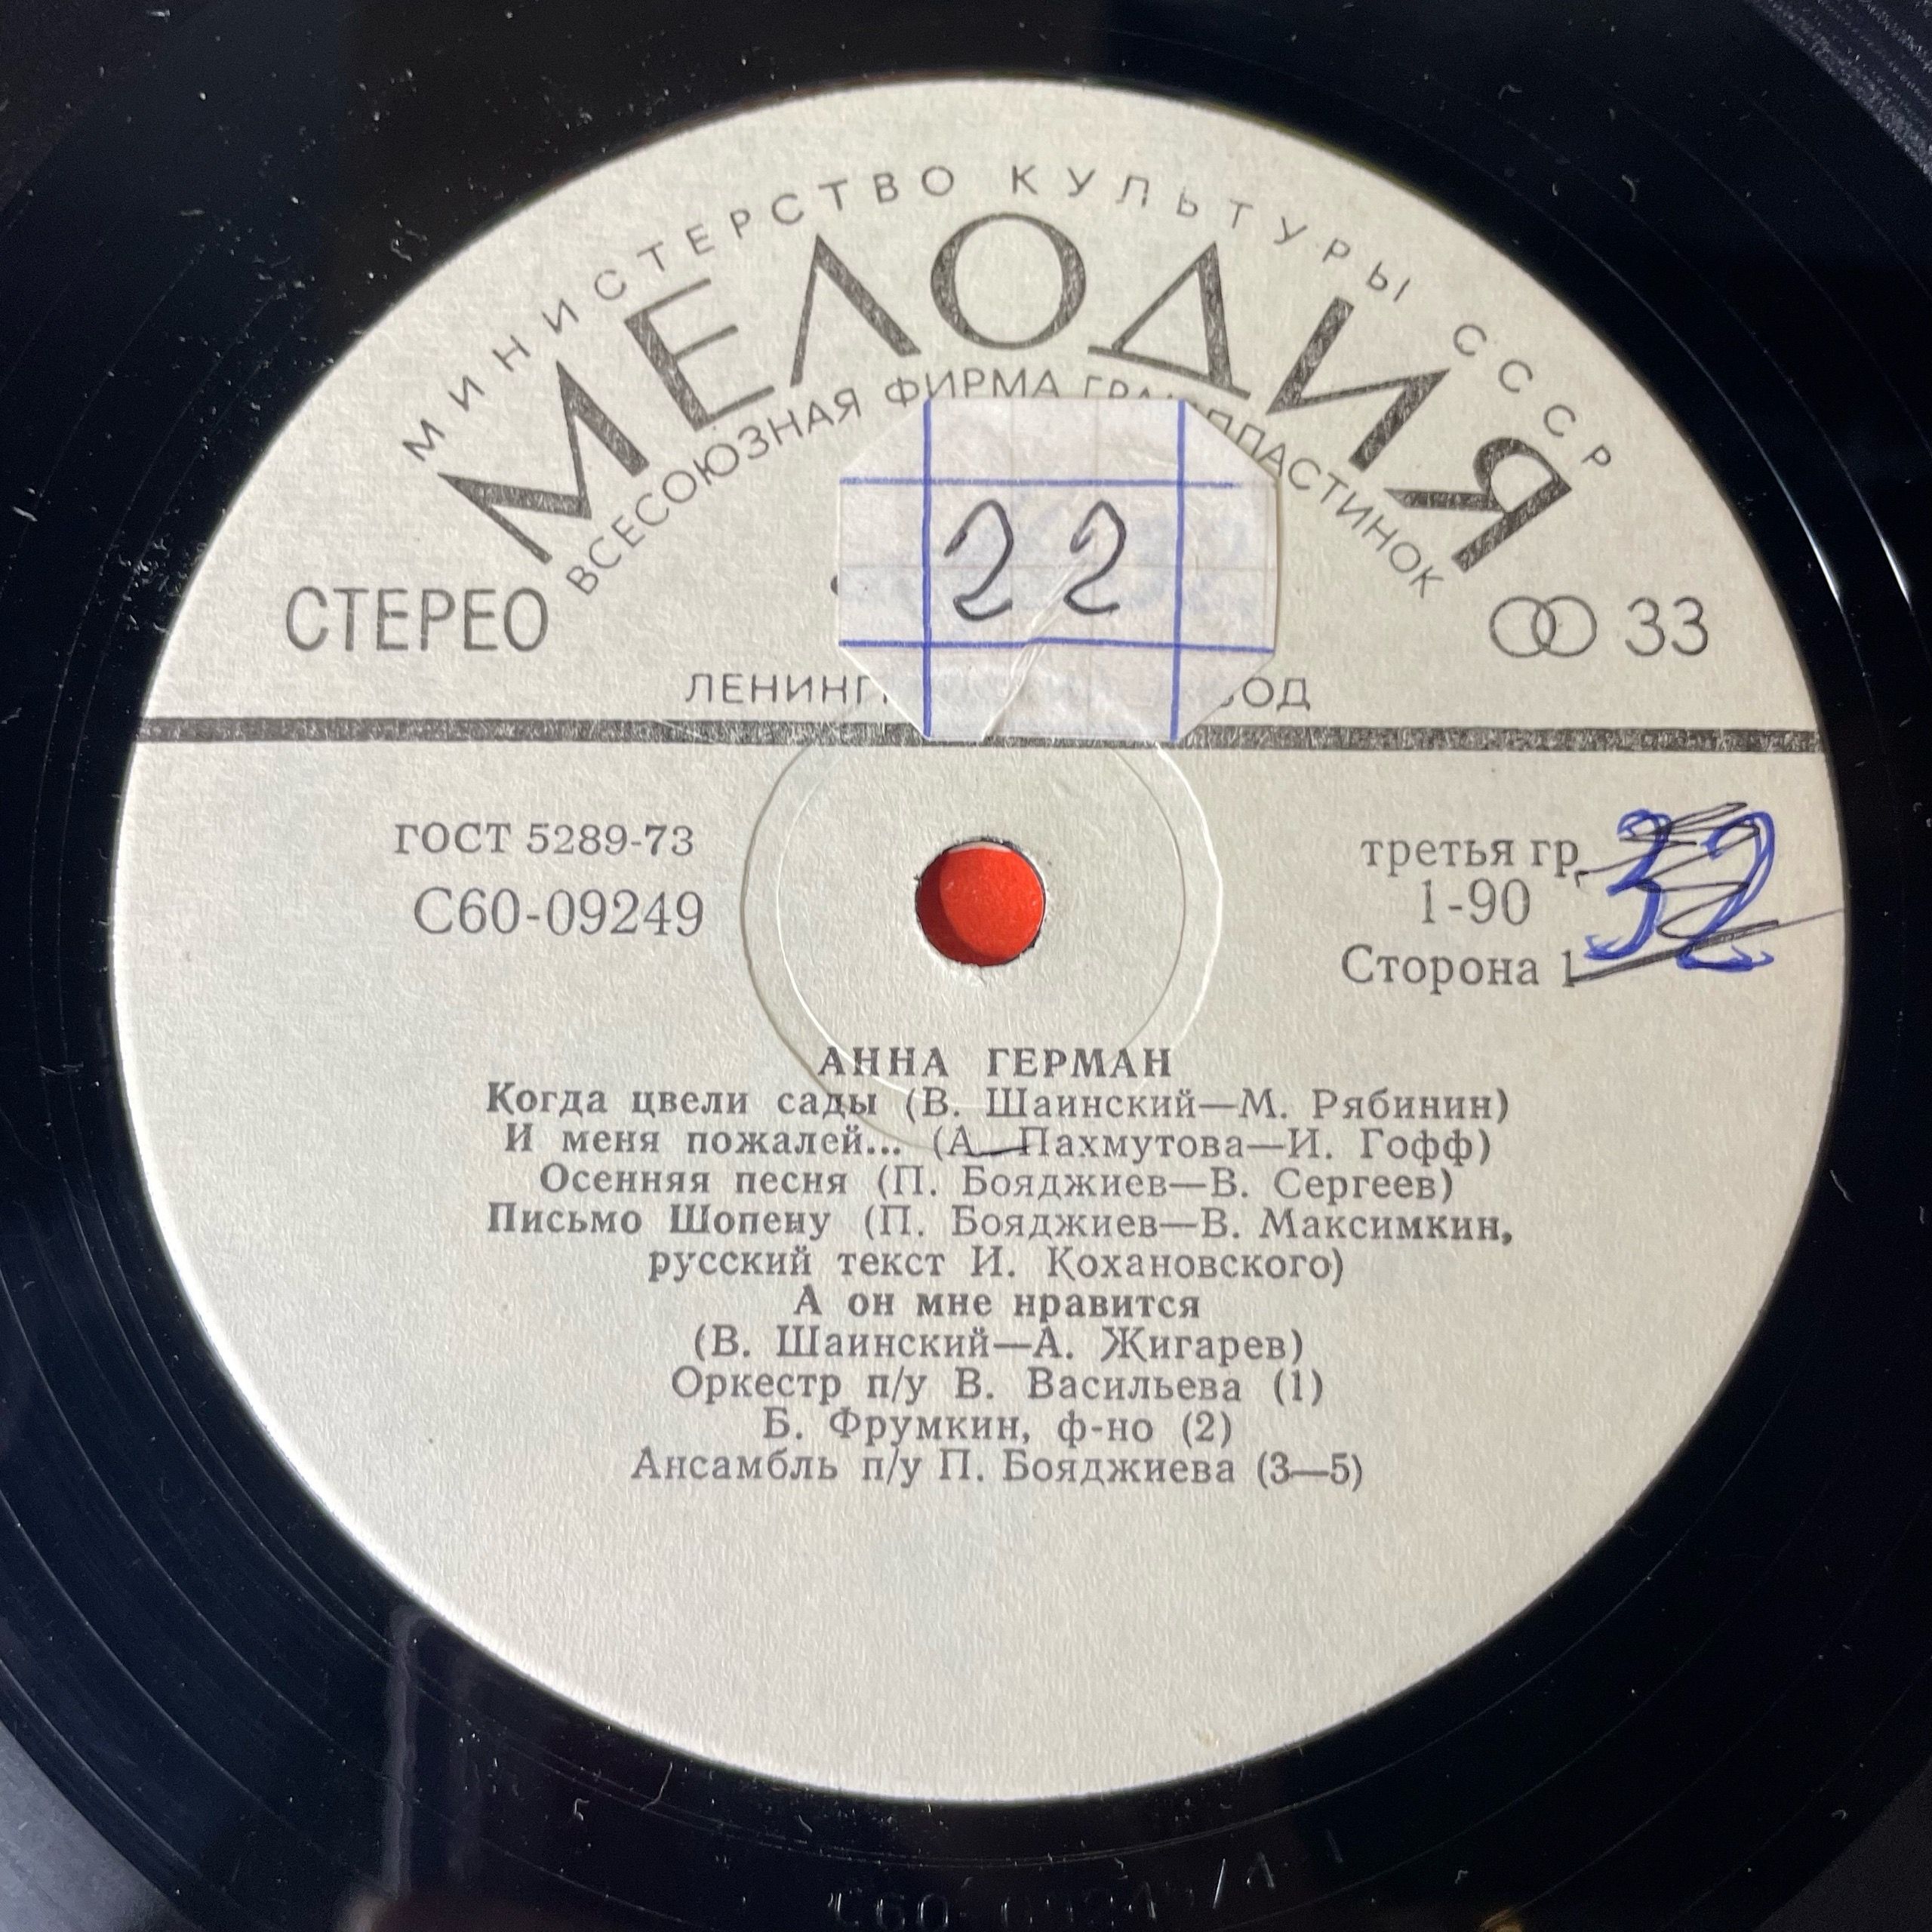 МИНИСТЕРСТВО КУЛЬТУРЫ СССР
МЕЛОДИЯ
ВСЕСОЮЗНАЯ ФИРМА
22
СТЕРЕО
33
ГОСТ 5289-73
С60-09249
третья гр.
1-90
32
Сторона 1
АННА ГЕРМАН
Когда цвели сады (В. Шаинский—М. Рябинин)
И меня пожалей... (А. Пахмутова—И. Гофф)
Осенняя песня (П. Бояджиев—В. Сергеев)
Письмо Шопену (П. Бояджиев—В. Максимкин,
русский текст И. Кохановского)
А он мне нравится
(В. Шаинский—А. Жигарев)
Оркестр п/у В. Васильева (1)
Б. Фрумкин, ф-но (2)
Ансамбль п/у П. Бояджиева (3—5)